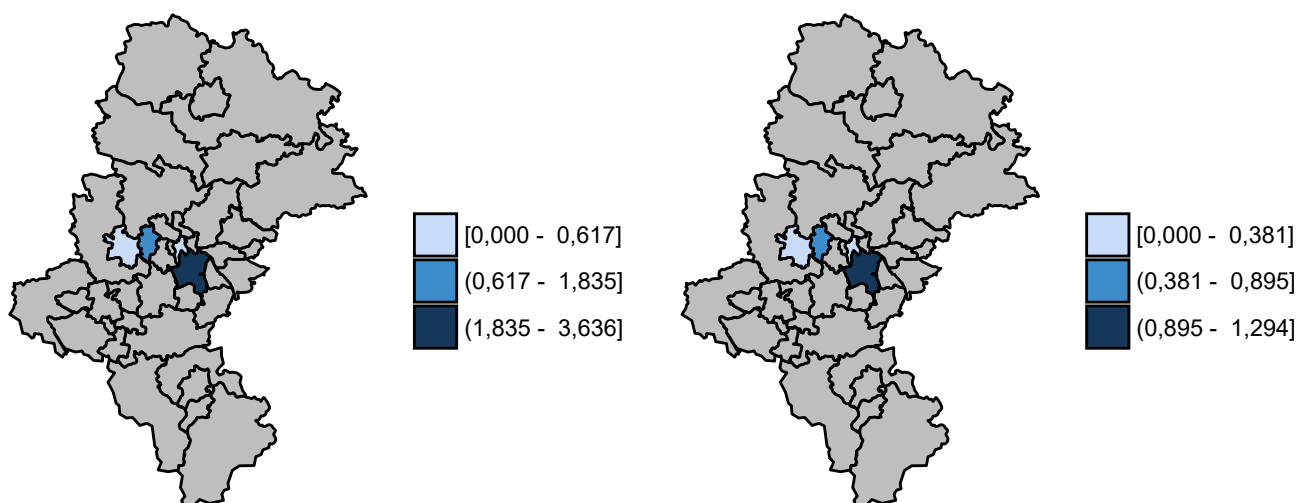 [0,000 - 0,617]
(0,617 - 1,835]
(1,835 - 3,636]
[0,000 - 0,381]
(0,381 - 0,895]
(0,895 - 1,294]